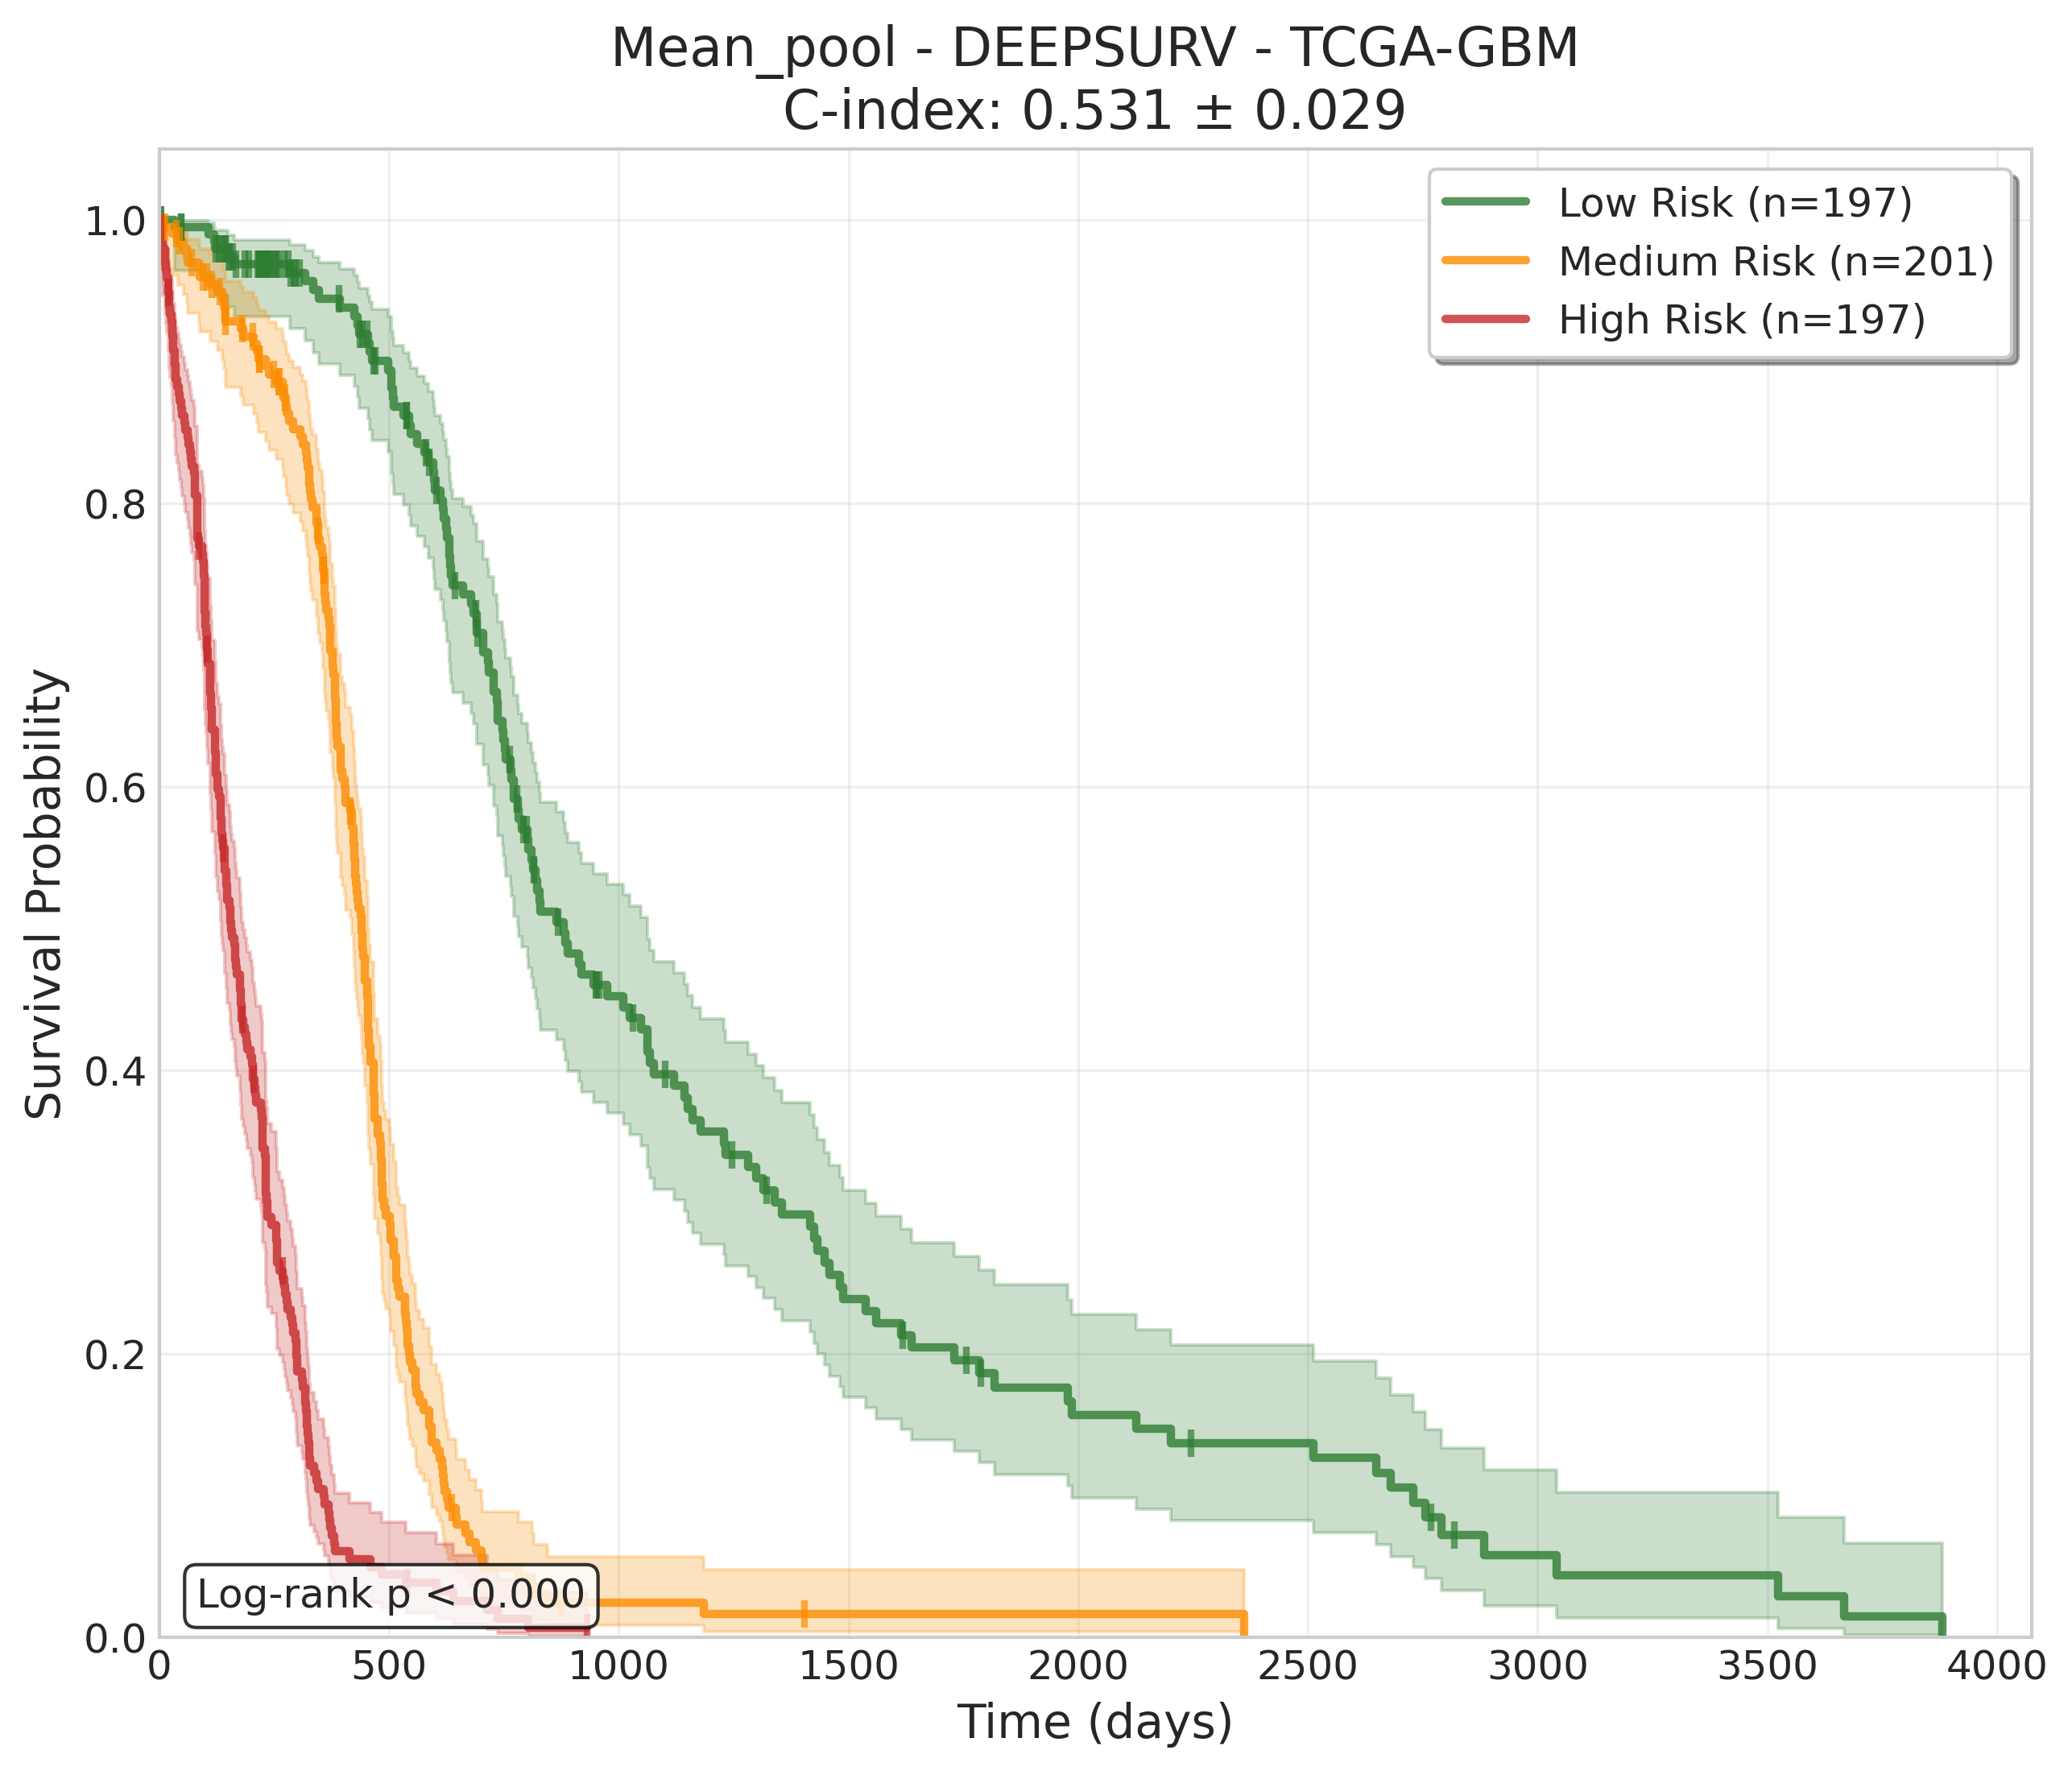 Mean_pool - DEEPSURV - TCGA-GBM
C-index: 0.531 ± 0.029
Low Risk (n=197)
Medium Risk (n=201)
High Risk (n=197)
Survival Probability
1.0
0.8
0.6
0.4
0.2
0.0
Log-rank p < 0.000
0 500 1000 1500 2000 2500 3000 3500 4000
Time (days)